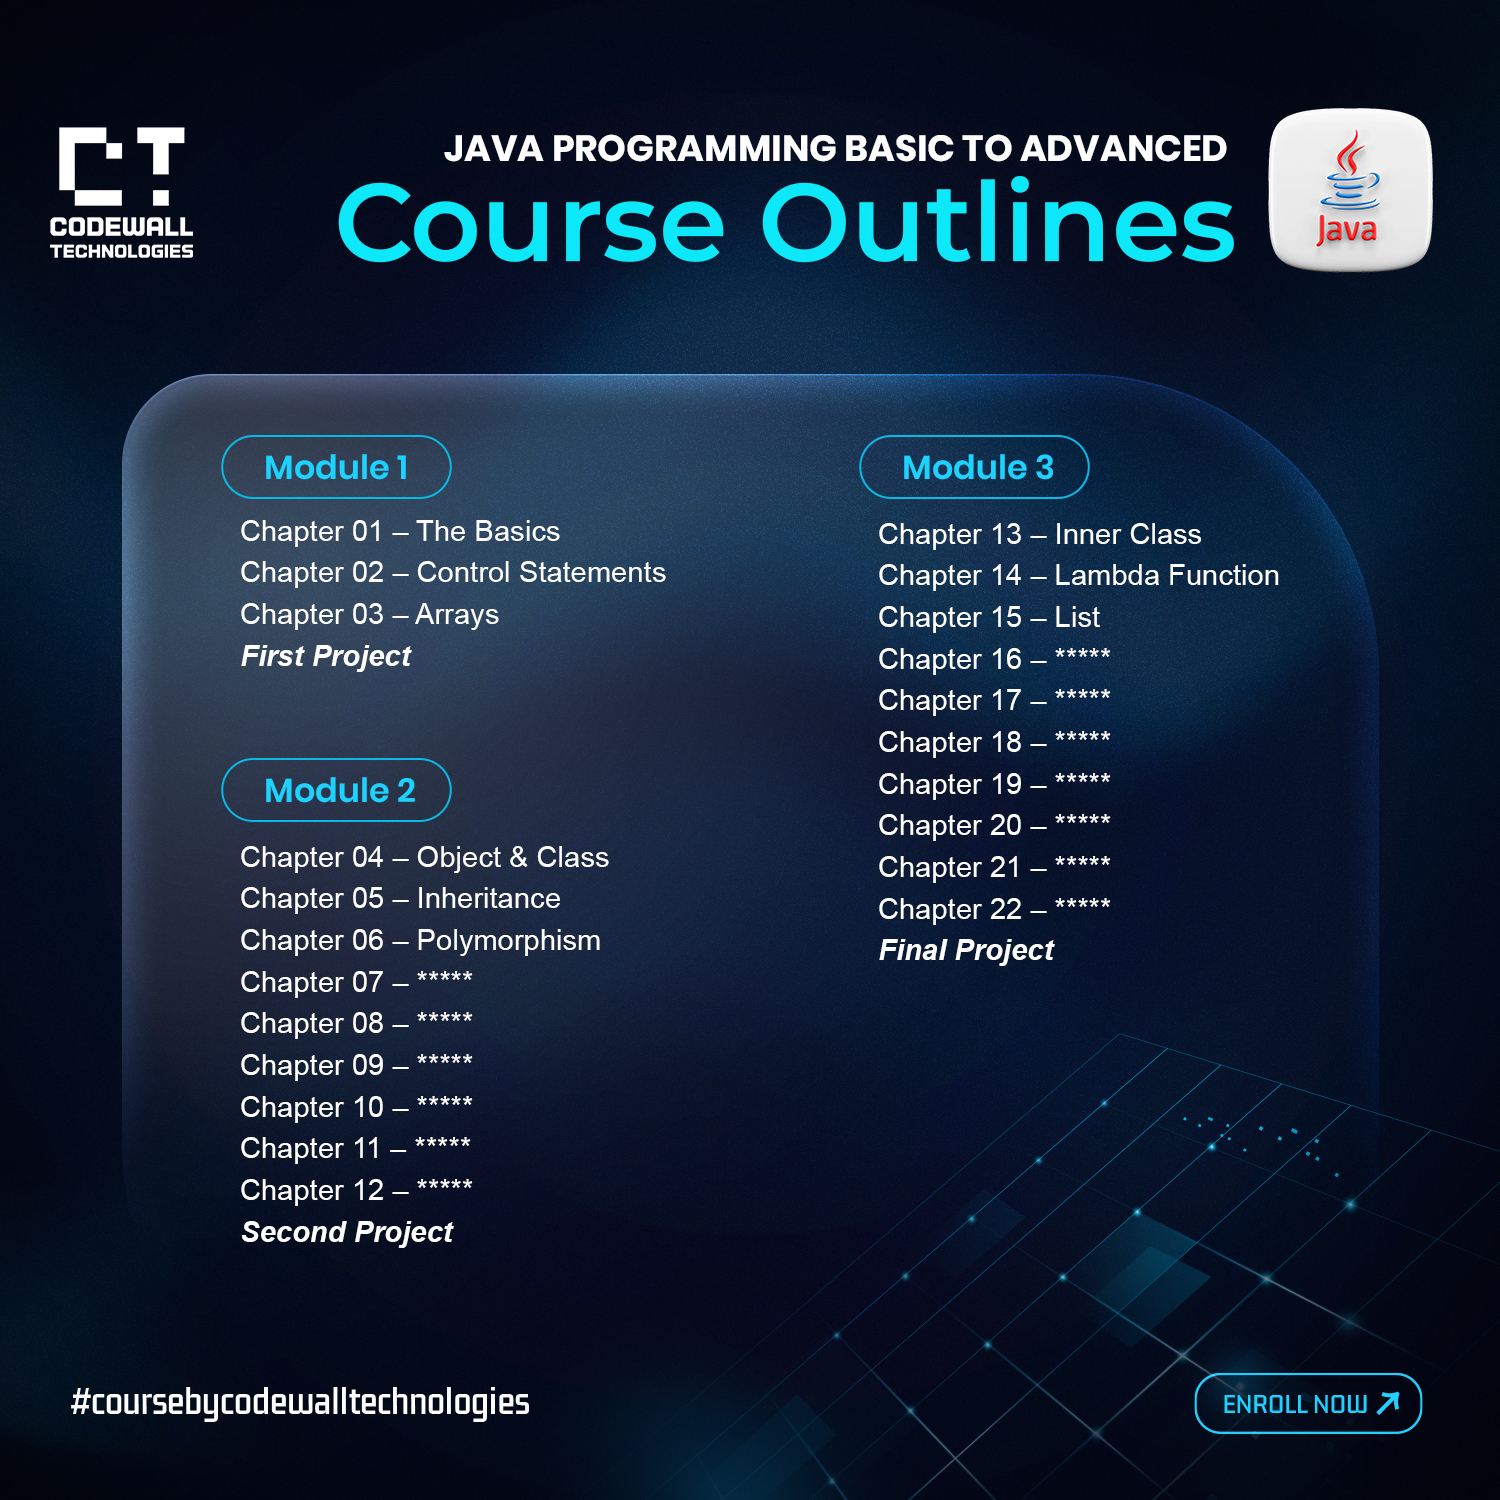 CODEWALL
TECHNOLOGIES
JAVA PROGRAMMING BASIC TO ADVANCED
Course Outlines
Java
Module 1
Chapter 01 – The Basics
Chapter 02 – Control Statements
Chapter 03 – Arrays
First Project
Module 2
Chapter 04 – Object & Class
Chapter 05 – Inheritance
Chapter 06 – Polymorphism
Chapter 07 – *****
Chapter 08 – *****
Chapter 09 – *****
Chapter 10 – *****
Chapter 11 – *****
Chapter 12 – *****
Second Project
Module 3
Chapter 13 – Inner Class
Chapter 14 – Lambda Function
Chapter 15 – List
Chapter 16 – *****
Chapter 17 – *****
Chapter 18 – *****
Chapter 19 – *****
Chapter 20 – *****
Chapter 21 – *****
Chapter 22 – *****
Final Project
#coursebycodewalltechnologies
ENROLL NOW